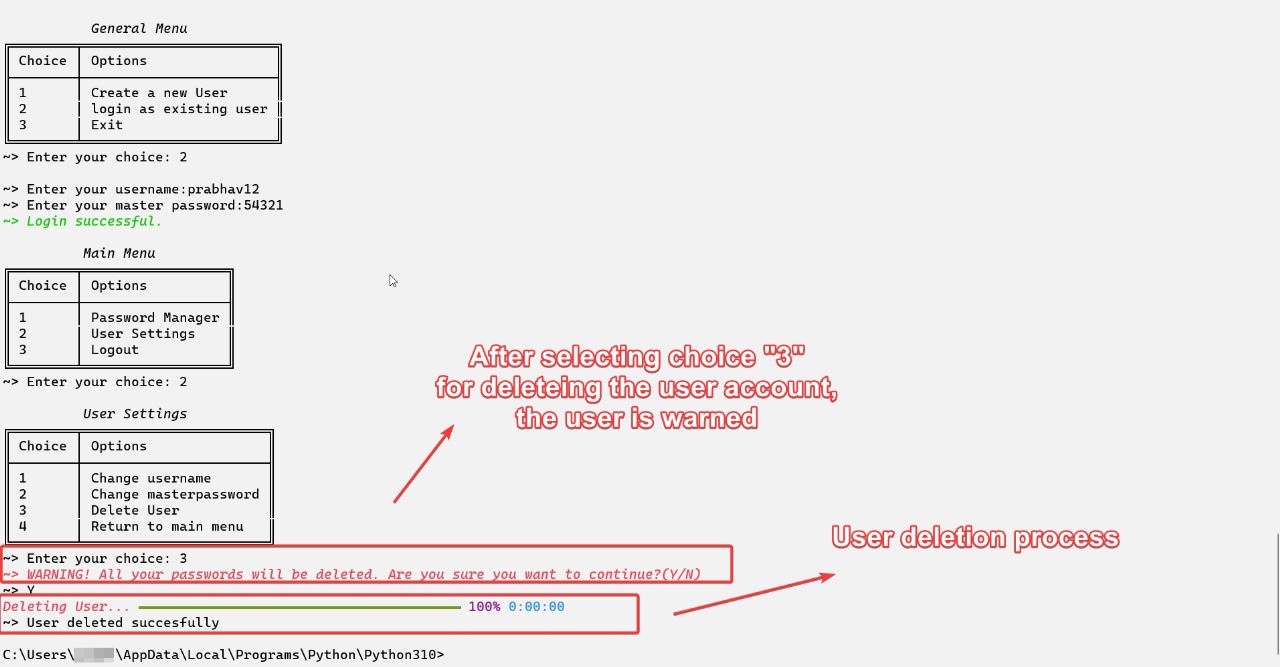 General Menu
Choice Options
1 Create a new User
2 login as existing user
3 Exit
~> Enter your choice: 2
~> Enter your username:prabhav12
~> Enter your master password:54321
~> Login successful.
Main Menu
Choice Options
1 Password Manager
2 User Settings
3 Logout
~> Enter your choice: 2
User Settings
Choice Options
1 Change username
2 Change masterpassword
3 Delete User
4 Return to main menu
~> Enter your choice: 3
~> WARNING! All your passwords will be deleted. Are you sure you want to continue?(Y/N)
~> Y
Deleting User... 100% 0:00:00
~> User deleted succesfully
C:\Users\ \AppData\Local\Programs\Python\Python310>
After selecting choice "3"
for deleteing the user account,
the user is warned
User deletion process